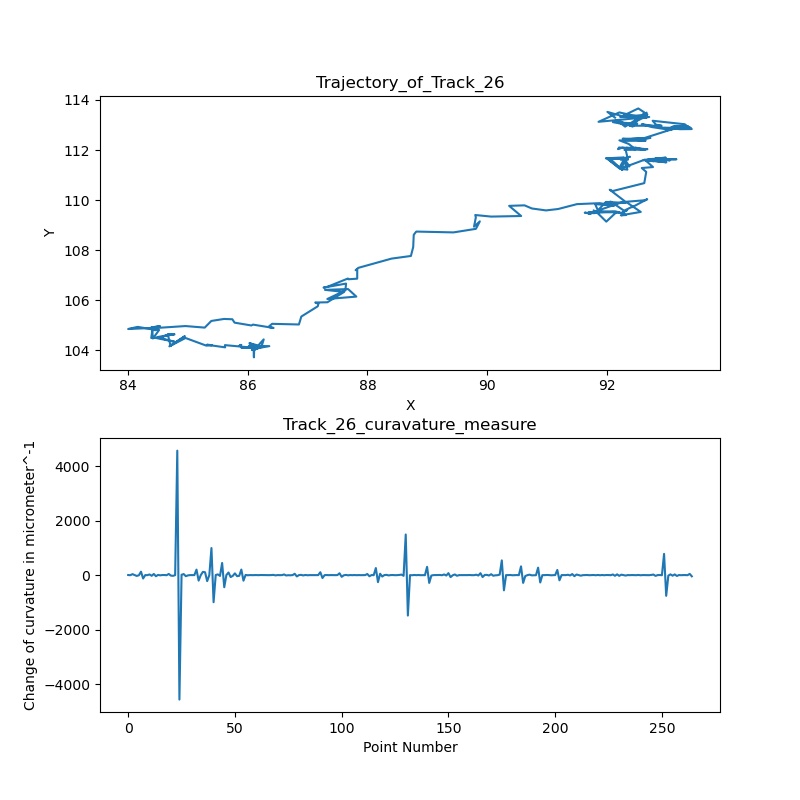 Trajectory_of_Track_26
114
112
110
108
106
104
Y
84 86 88 90 92
X
Track_26_curavature_measure
4000
2000
0
−2000
−4000
Change of curvature in micrometer^-1
0 50 100 150 200 250
Point Number